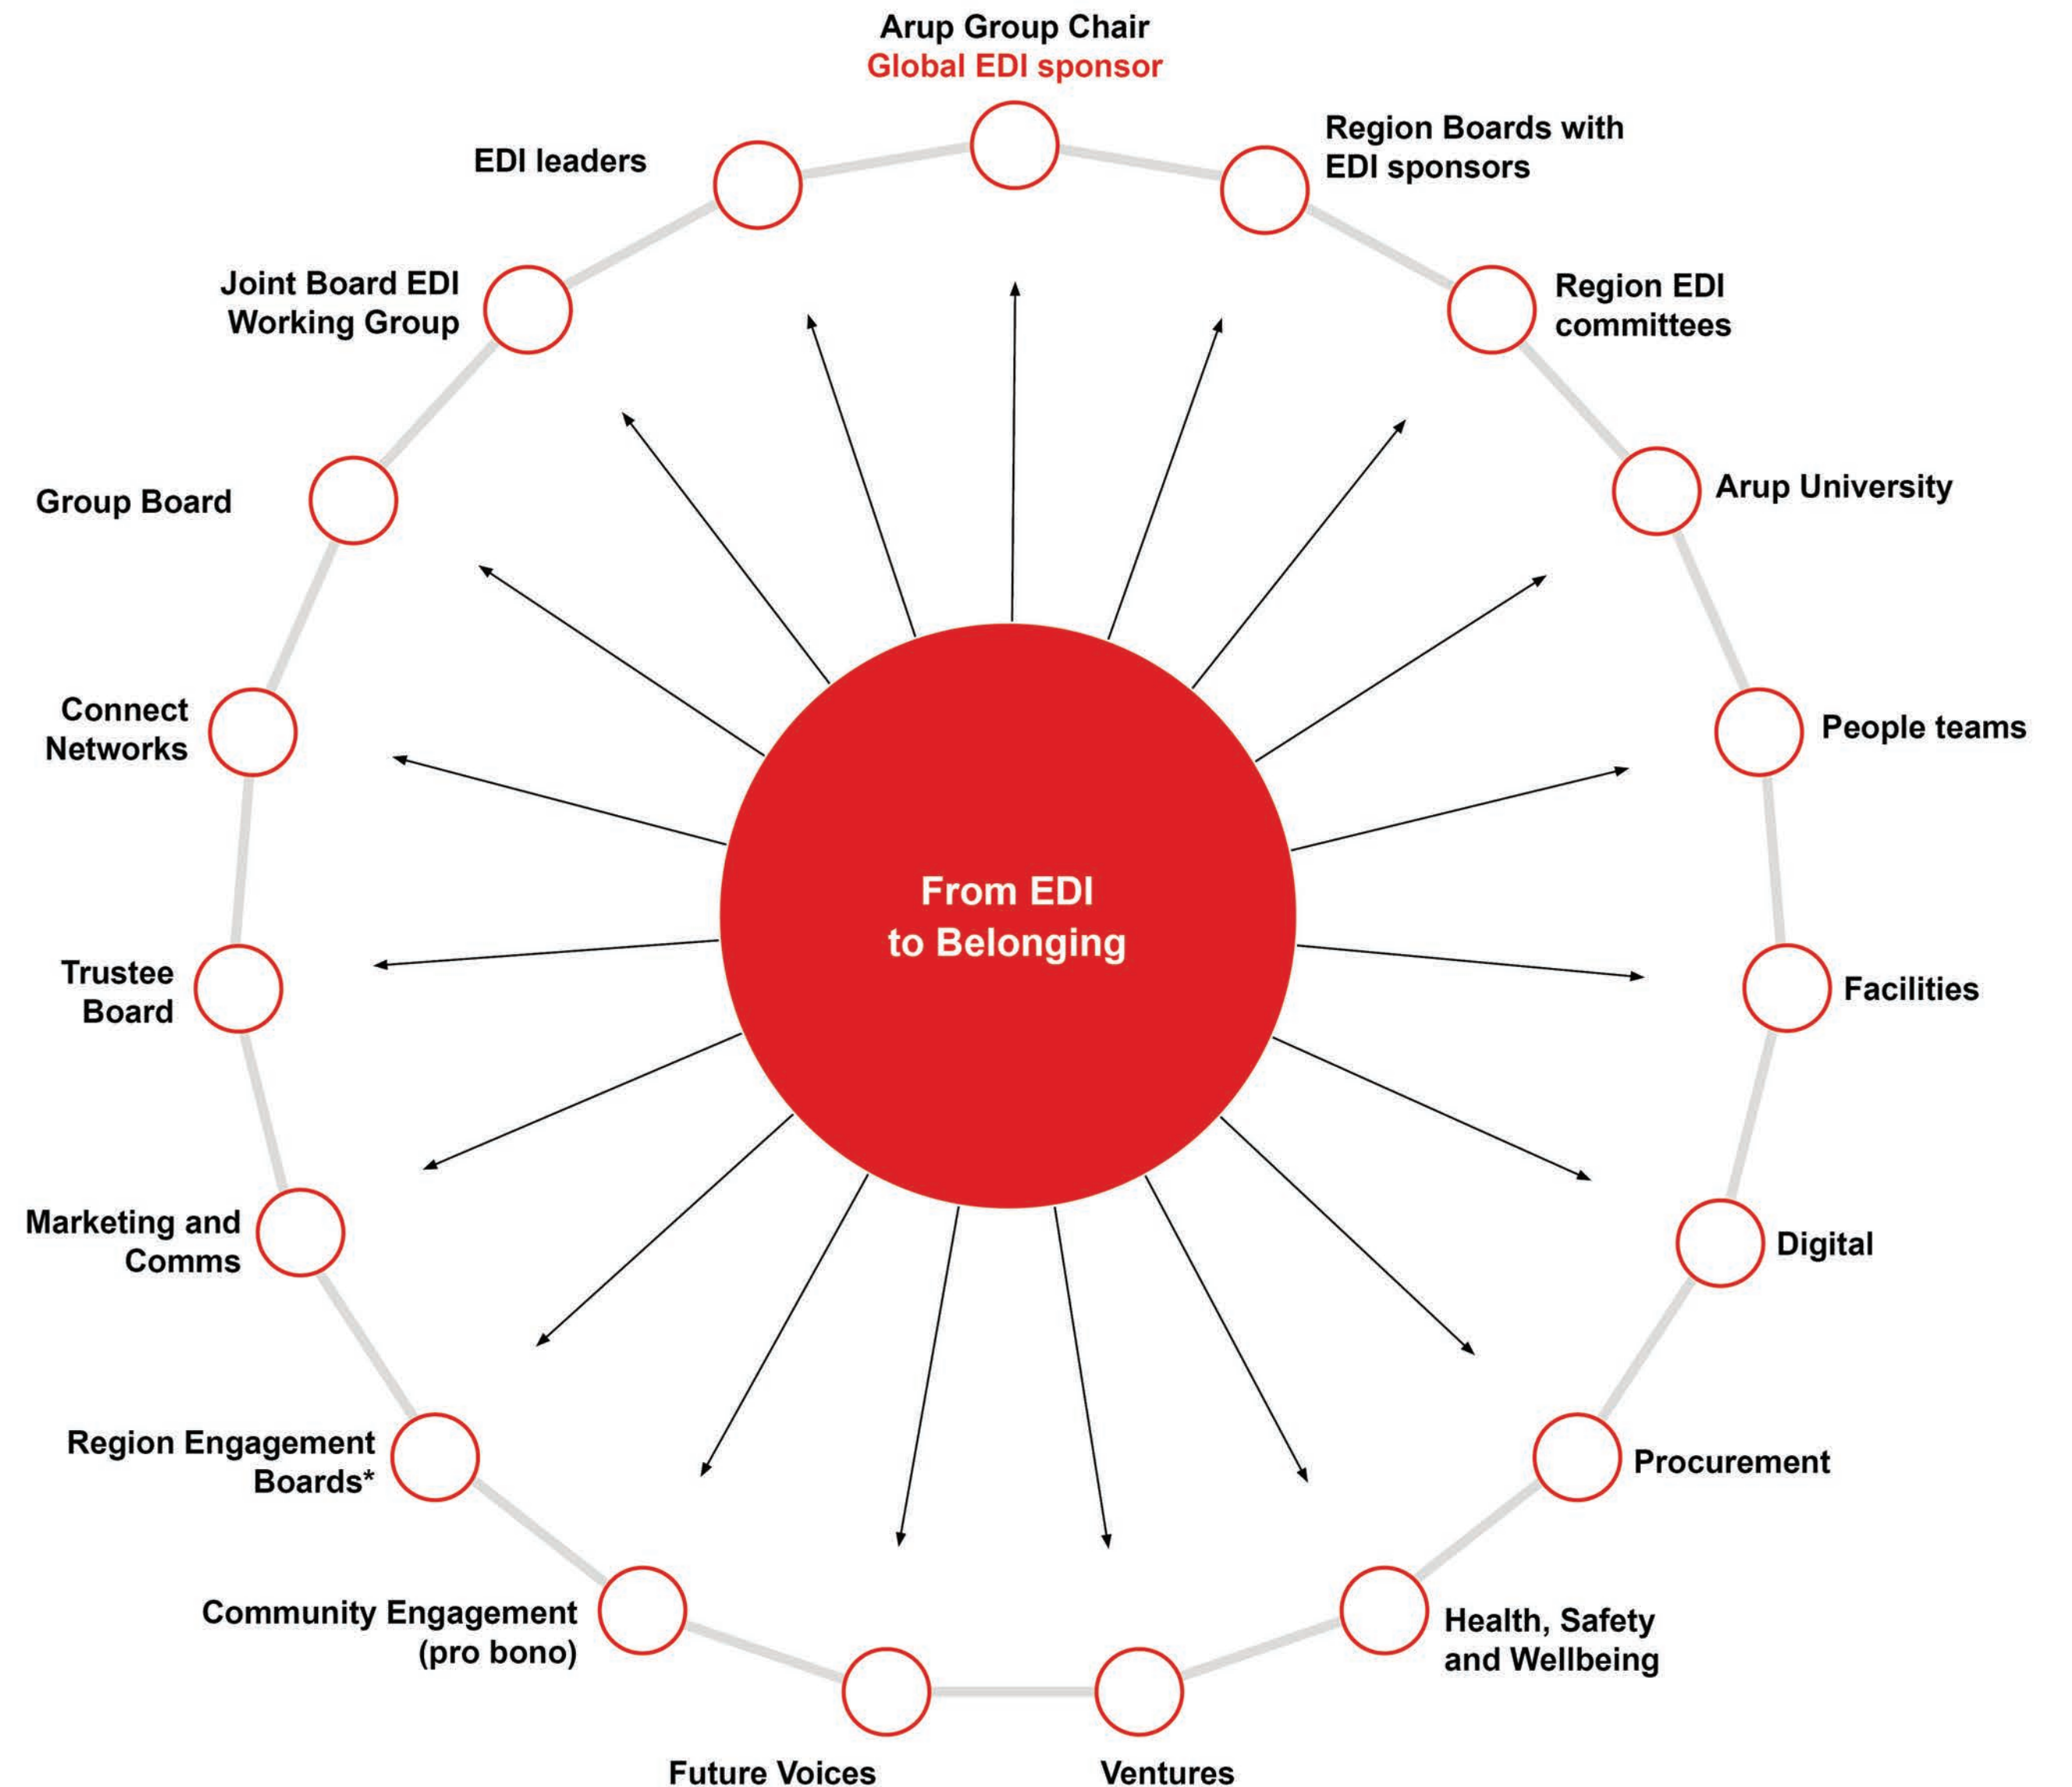 Arup Group Chair
Global EDI sponsor
Region Boards with
EDI sponsors
Region EDI
committees
Arup University
People teams
Facilities
Digital
Procurement
Health, Safety
and Wellbeing
Ventures
Future Voices
Community Engagement
(pro bono)
Region Engagement
Boards*
Marketing and
Comms
Trustee
Board
Connect
Networks
Group Board
Joint Board EDI
Working Group
EDI leaders
From EDI
to Belonging